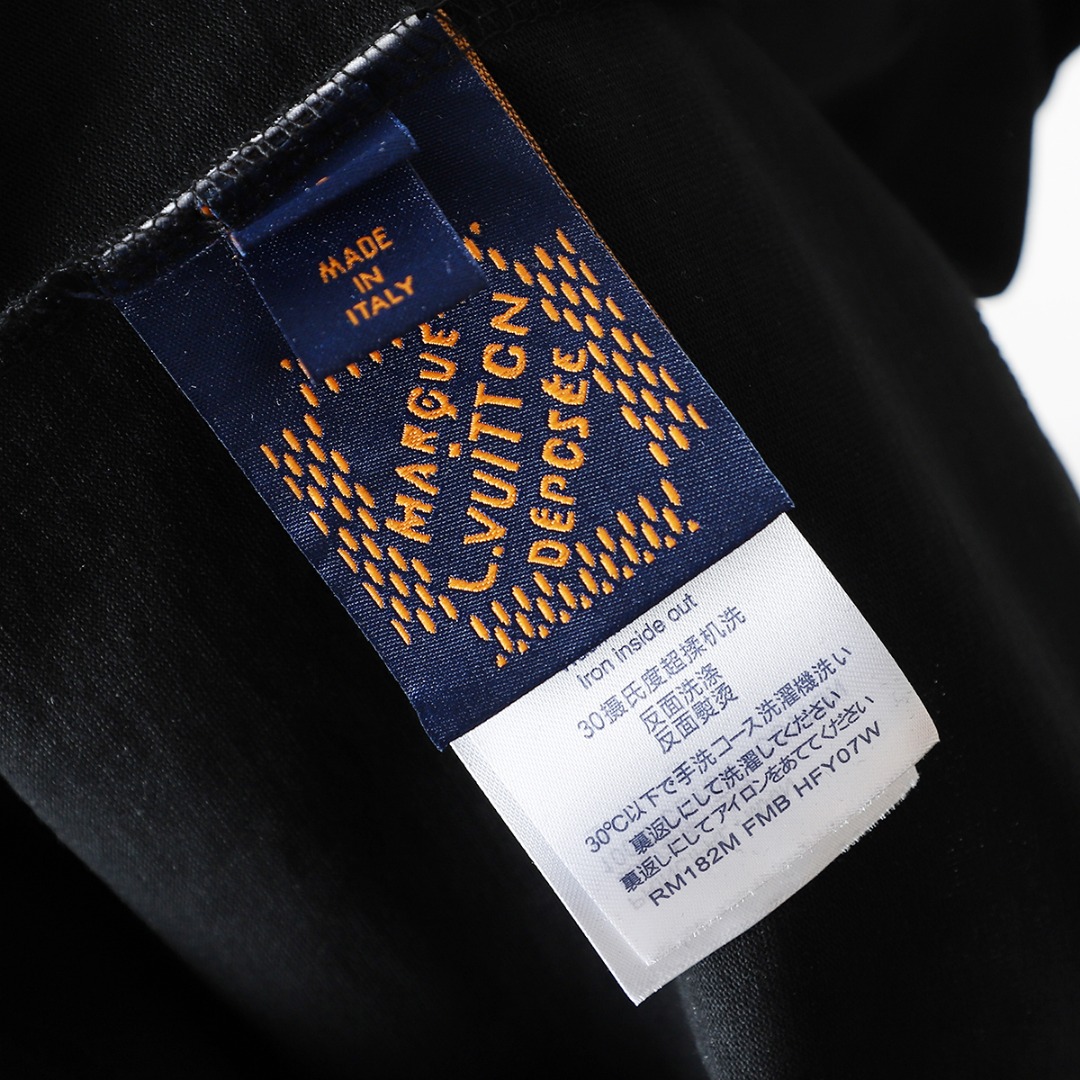 MADE
IN
ITALY
MARQUE
L.VUITTON
DEPOSÉE
Iron inside out
30摄氏度超揉机洗
反面洗涤
反面熨烫
30℃以下で手洗コース洗濯機洗い
裏返しにして洗濯してください
裏返しにしてアイロンをあててください
RM182M FMB HFY07W